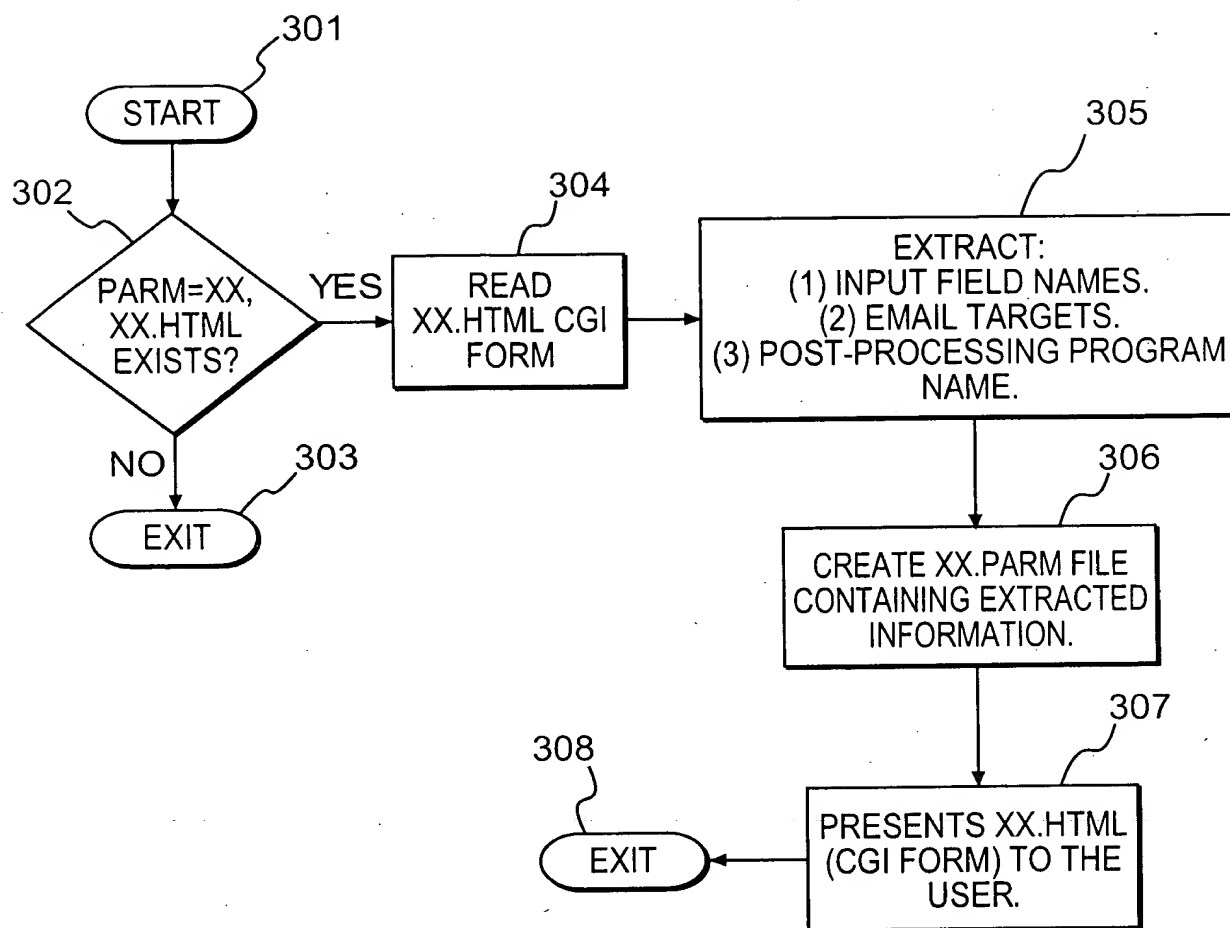 301
START
302
PARM=XX,
XX.HTML
EXISTS?
YES
NO
303
EXIT
304
READ
XX.HTML CGI
FORM
305
EXTRACT:
(1) INPUT FIELD NAMES.
(2) EMAIL TARGETS.
(3) POST-PROCESSING PROGRAM
NAME.
306
CREATE XX.PARM FILE
CONTAINING EXTRACTED
INFORMATION.
307
PRESENTS XX.HTML
(CGI FORM) TO THE
USER.
308
EXIT